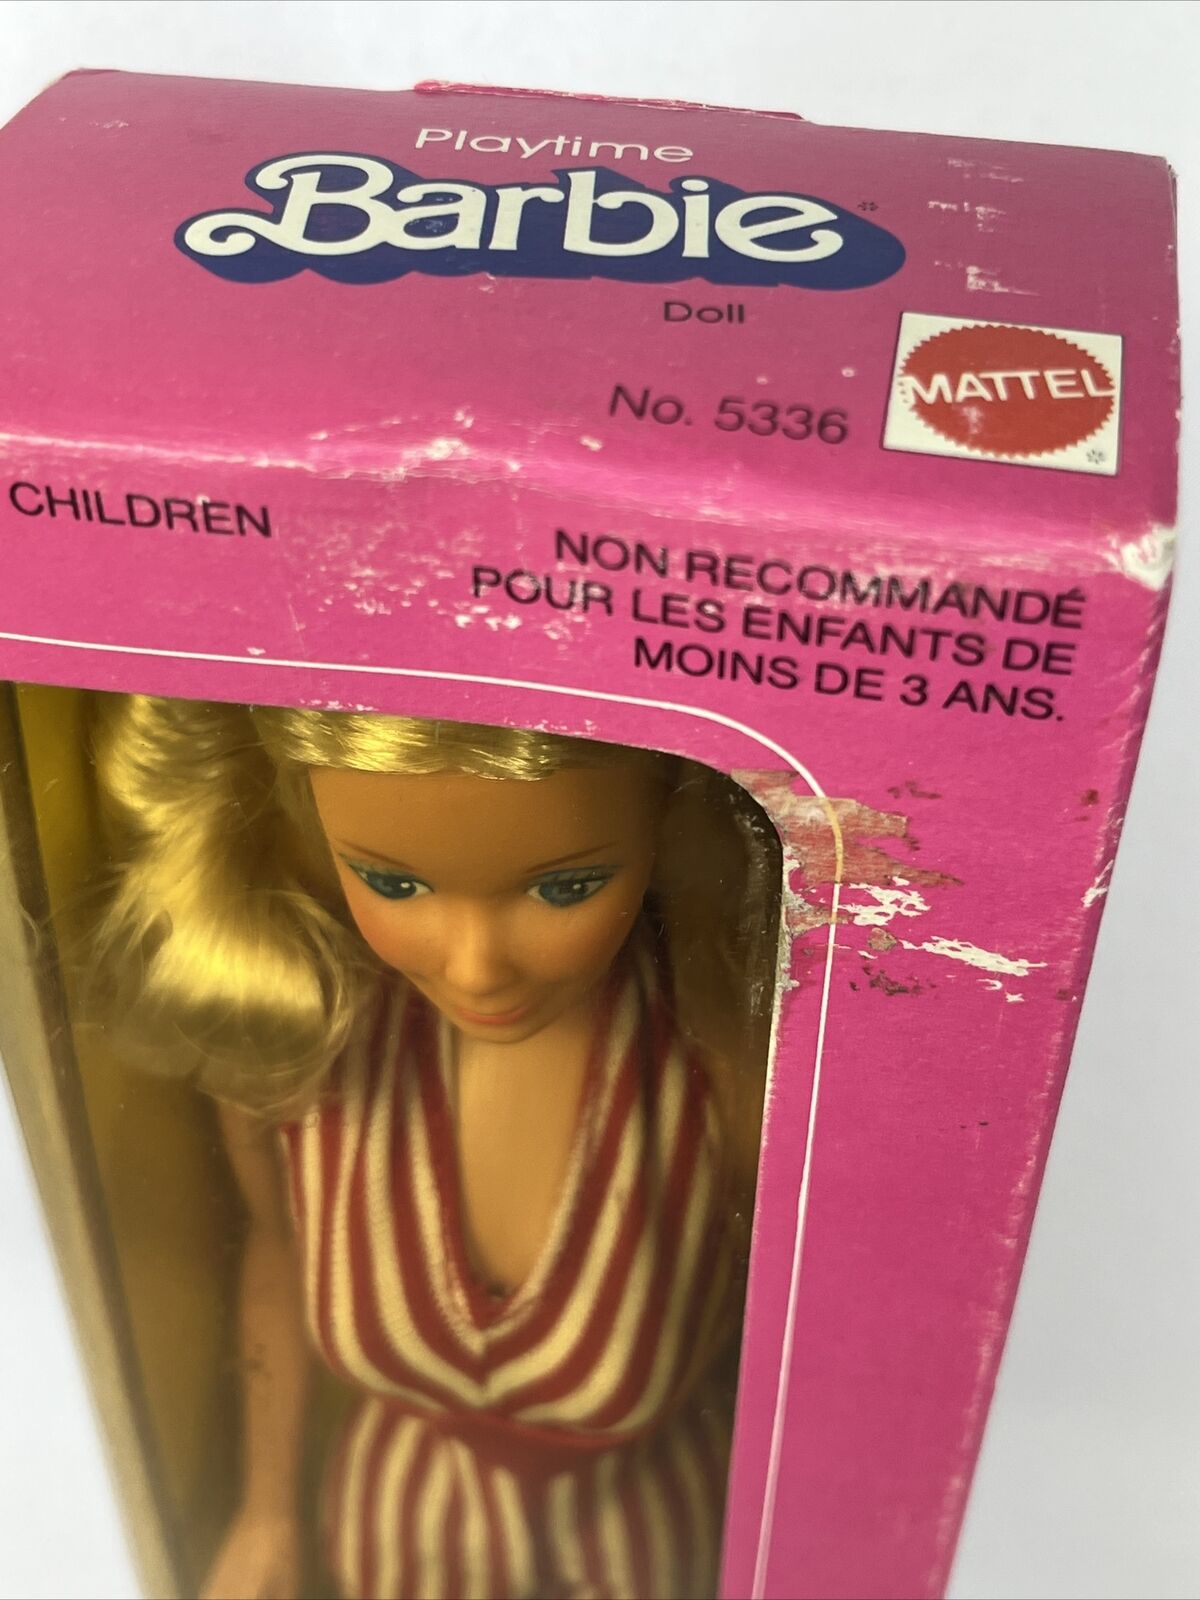 Playtime
Barbie
Doll
No. 5336
MATTEL
CHILDREN
NON RECOMMANDÉ
POUR LES ENFANTS DE
MOINS DE 3 ANS.